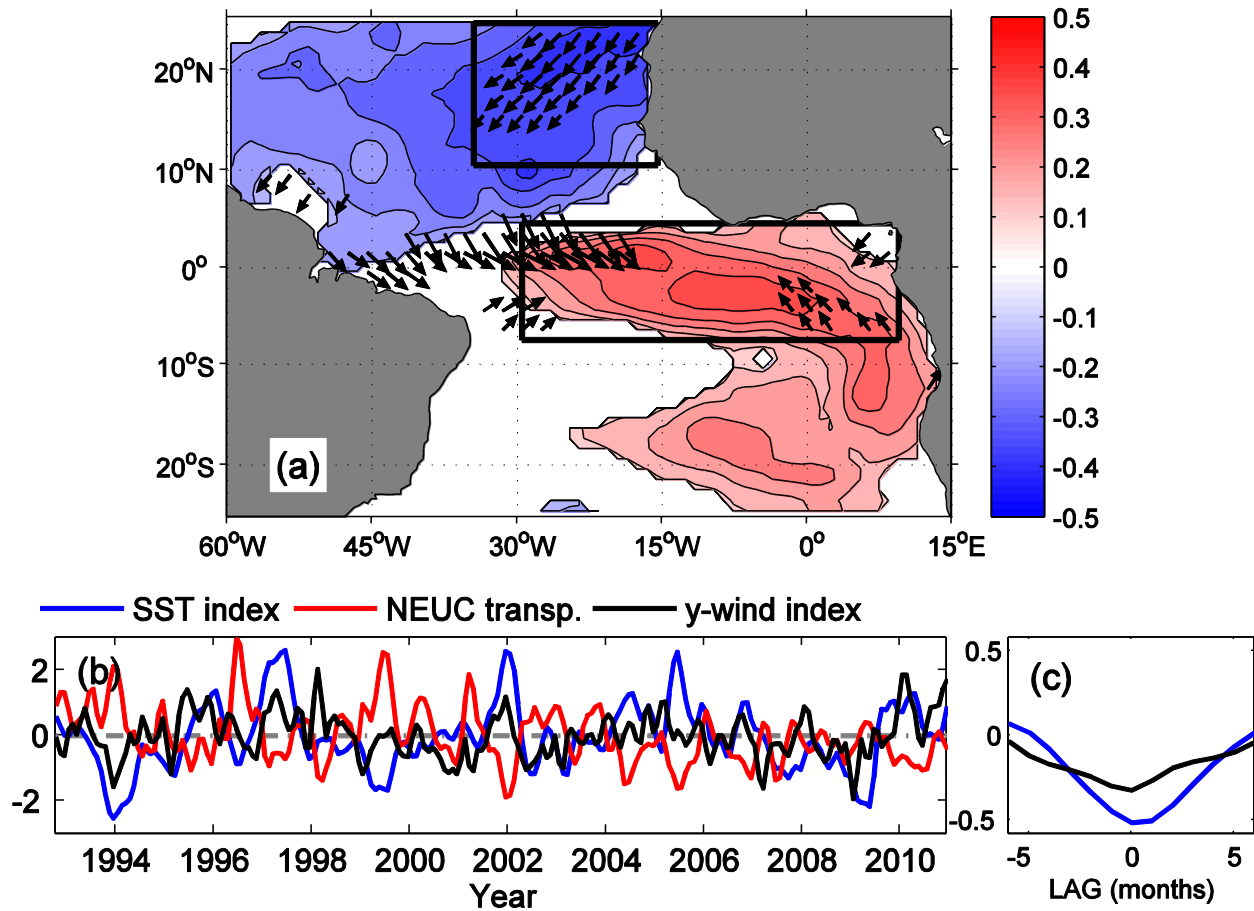 20°N
10°N
0°
10°S
20°S
(a)
60°W 45°W 30°W 15°W 0° 15°E
0.5
0.4
0.3
0.2
0.1
0
-0.1
-0.2
-0.3
-0.4
-0.5
SST index NEUC transp. y-wind index
(b)
2
0
-2
1994 1996 1998 2000 2002 2004 2006 2008 2010
Year
(c)
0.5
0
-0.5
-5 0 5
LAG (months)